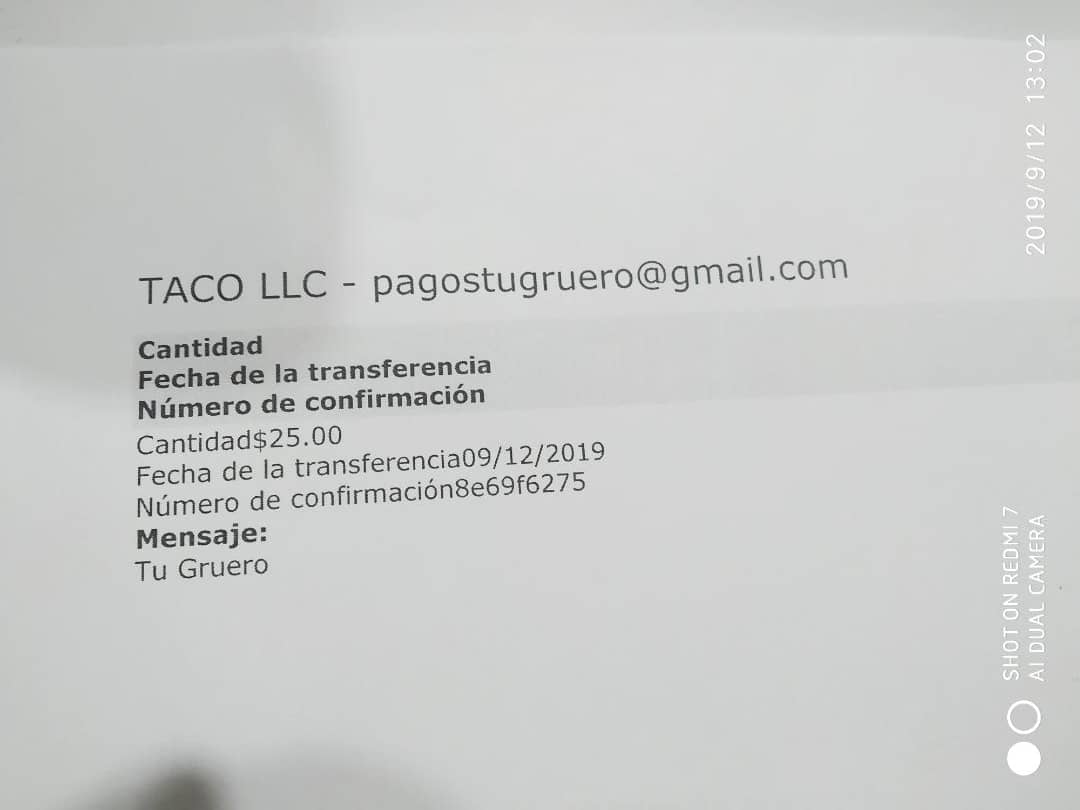 TACO LLC - pagostugruero@gmail.com
Cantidad
Fecha de la transferencia
Número de confirmación
Cantidad$25.00
Fecha de la transferencia09/12/2019
Número de confirmación8e69f6275
Mensaje:
Tu Gruero
2019/9/12 13:02
SHOT ON REDMI 7
AI DUAL CAMERA